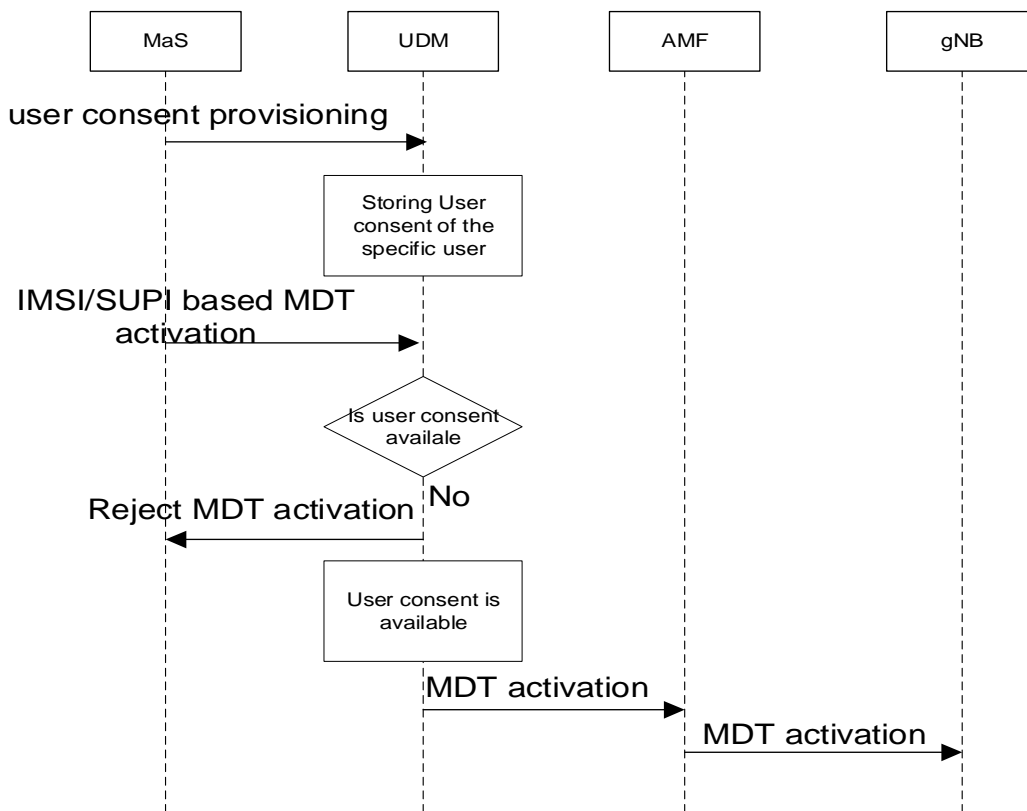 MaS
UDM
AMF
gNB
user consent provisioning
Storing User
consent of the
specific user
IMSI/SUPI based MDT
activation
Is user consent
availale
No
Reject MDT activation
User consent is
available
MDT activation
MDT activation